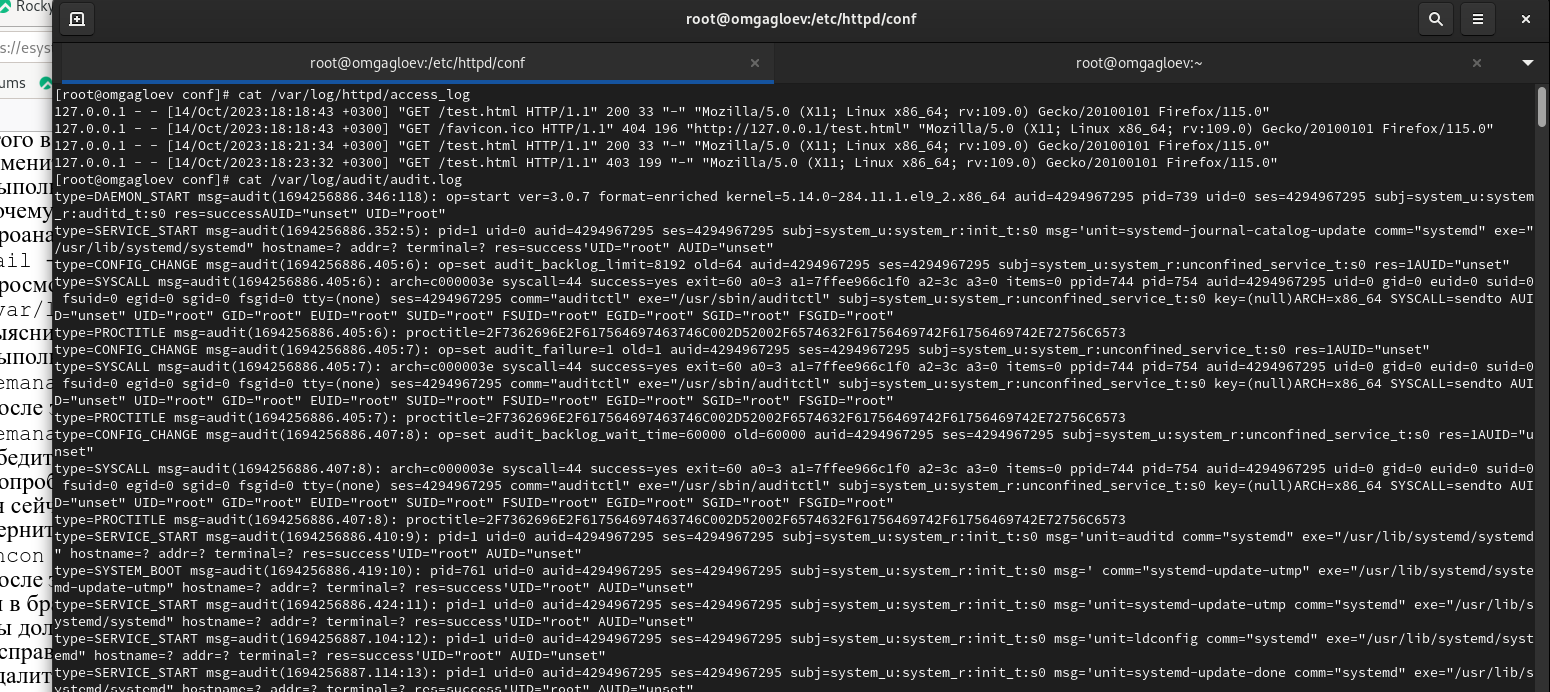 Rocky
root@omgagloev:/etc/httpd/conf
s://esys
root@omgagloev:/etc/httpd/conf
root@omgagloev:~
ums
[root@omgagloev conf]# cat /var/log/httpd/access_log
127.0.0.1 - - [14/Oct/2023:18:18:43 +0300] "GET /test.html HTTP/1.1" 200 33 "-" "Mozilla/5.0 (X11; Linux x86_64; rv:109.0) Gecko/20100101 Firefox/115.0"
127.0.0.1 - - [14/Oct/2023:18:18:43 +0300] "GET /favicon.ico HTTP/1.1" 404 196 "http://127.0.0.1/test.html" "Mozilla/5.0 (X11; Linux x86_64; rv:109.0) Gecko/20100101 Firefox/115.0"
127.0.0.1 - - [14/Oct/2023:18:21:34 +0300] "GET /test.html HTTP/1.1" 200 33 "-" "Mozilla/5.0 (X11; Linux x86_64; rv:109.0) Gecko/20100101 Firefox/115.0"
127.0.0.1 - - [14/Oct/2023:18:23:32 +0300] "GET /test.html HTTP/1.1" 403 199 "-" "Mozilla/5.0 (X11; Linux x86_64; rv:109.0) Gecko/20100101 Firefox/115.0"
[root@omgagloev conf]# cat /var/log/audit/audit.log
type=DAEMON_START msg=audit(1694256886.346:118): op=start ver=3.0.7 format=enriched kernel=5.14.0-284.11.1.el9_2.x86_64 auid=4294967295 pid=739 uid=0 ses=4294967295 subj=system_u:system
_r:auditd_t:s0 res=successAUID="unset" UID="root"
type=SERVICE_START msg=audit(1694256886.352:5): pid=1 uid=0 auid=4294967295 ses=4294967295 subj=system_u:system_r:init_t:s0 msg='unit=systemd-journal-catalog-update comm="systemd" exe="
/usr/lib/systemd/systemd" hostname=? addr=? terminal=? res=success'UID="root" AUID="unset"
type=CONFIG_CHANGE msg=audit(1694256886.405:6): op=set audit_backlog_limit=8192 old=64 auid=4294967295 ses=4294967295 subj=system_u:system_r:unconfined_service_t:s0 res=1AUID="unset"
type=SYSCALL msg=audit(1694256886.405:6): arch=c000003e syscall=44 success=yes exit=60 a0=3 a1=7ffee966c1f0 a2=3c a3=0 items=0 ppid=744 pid=754 auid=4294967295 uid=0 gid=0 euid=0 suid=0
 fsuid=0 egid=0 sgid=0 fsgid=0 tty=(none) ses=4294967295 comm="auditctl" exe="/usr/sbin/auditctl" subj=system_u:system_r:unconfined_service_t:s0 key=(null)ARCH=x86_64 SYSCALL=sendto AUI
D="unset" UID="root" GID="root" EUID="root" SUID="root" FSUID="root" EGID="root" SGID="root" FSGID="root"
type=PROCTITLE msg=audit(1694256886.405:6): proctitle=2F7362696E2F617564697463746C002D52002F6574632F61756469742F61756469742E72756C6573
type=CONFIG_CHANGE msg=audit(1694256886.405:7): op=set audit_failure=1 old=1 auid=4294967295 ses=4294967295 subj=system_u:system_r:unconfined_service_t:s0 res=1AUID="unset"
type=SYSCALL msg=audit(1694256886.405:7): arch=c000003e syscall=44 success=yes exit=60 a0=3 a1=7ffee966c1f0 a2=3c a3=0 items=0 ppid=744 pid=754 auid=4294967295 uid=0 gid=0 euid=0 suid=0
 fsuid=0 egid=0 sgid=0 fsgid=0 tty=(none) ses=4294967295 comm="auditctl" exe="/usr/sbin/auditctl" subj=system_u:system_r:unconfined_service_t:s0 key=(null)ARCH=x86_64 SYSCALL=sendto AUI
D="unset" UID="root" GID="root" EUID="root" SUID="root" FSUID="root" EGID="root" SGID="root" FSGID="root"
type=PROCTITLE msg=audit(1694256886.405:7): proctitle=2F7362696E2F617564697463746C002D52002F6574632F61756469742F61756469742E72756C6573
type=CONFIG_CHANGE msg=audit(1694256886.407:8): op=set audit_backlog_wait_time=60000 old=60000 auid=4294967295 ses=4294967295 subj=system_u:system_r:unconfined_service_t:s0 res=1AUID="u
nset"
type=SYSCALL msg=audit(1694256886.407:8): arch=c000003e syscall=44 success=yes exit=60 a0=3 a1=7ffee966c1f0 a2=3c a3=0 items=0 ppid=744 pid=754 auid=4294967295 uid=0 gid=0 euid=0 suid=0
 fsuid=0 egid=0 sgid=0 fsgid=0 tty=(none) ses=4294967295 comm="auditctl" exe="/usr/sbin/auditctl" subj=system_u:system_r:unconfined_service_t:s0 key=(null)ARCH=x86_64 SYSCALL=sendto AUI
D="unset" UID="root" GID="root" EUID="root" SUID="root" FSUID="root" EGID="root" SGID="root" FSGID="root"
type=PROCTITLE msg=audit(1694256886.407:8): proctitle=2F7362696E2F617564697463746C002D52002F6574632F61756469742F61756469742E72756C6573
type=SERVICE_START msg=audit(1694256886.410:9): pid=1 uid=0 auid=4294967295 ses=4294967295 subj=system_u:system_r:init_t:s0 msg='unit=auditd comm="systemd" exe="/usr/lib/systemd/systemd
" hostname=? addr=? terminal=? res=success'UID="root" AUID="unset"
type=SYSTEM_BOOT msg=audit(1694256886.419:10): pid=761 uid=0 auid=4294967295 ses=4294967295 subj=system_u:system_r:init_t:s0 msg=' comm="systemd-update-utmp" exe="/usr/lib/systemd/syste
md-update-utmp" hostname=? addr=? terminal=? res=success'UID="root" AUID="unset"
type=SERVICE_START msg=audit(1694256886.424:11): pid=1 uid=0 auid=4294967295 ses=4294967295 subj=system_u:system_r:init_t:s0 msg='unit=systemd-update-utmp comm="systemd" exe="/usr/lib/s
ystemd/systemd" hostname=? addr=? terminal=? res=success'UID="root" AUID="unset"
type=SERVICE_START msg=audit(1694256887.104:12): pid=1 uid=0 auid=4294967295 ses=4294967295 subj=system_u:system_r:init_t:s0 msg='unit=ldconfig comm="systemd" exe="/usr/lib/systemd/syst
emd" hostname=? addr=? terminal=? res=success'UID="root" AUID="unset"
type=SERVICE_START msg=audit(1694256887.114:13): pid=1 uid=0 auid=4294967295 ses=4294967295 subj=system_u:system_r:init_t:s0 msg='unit=systemd-update-done comm="systemd" exe="/usr/lib/s
ystemd/systemd" hostname=? addr=? terminal=? res=success'UID="root" AUID="unset"